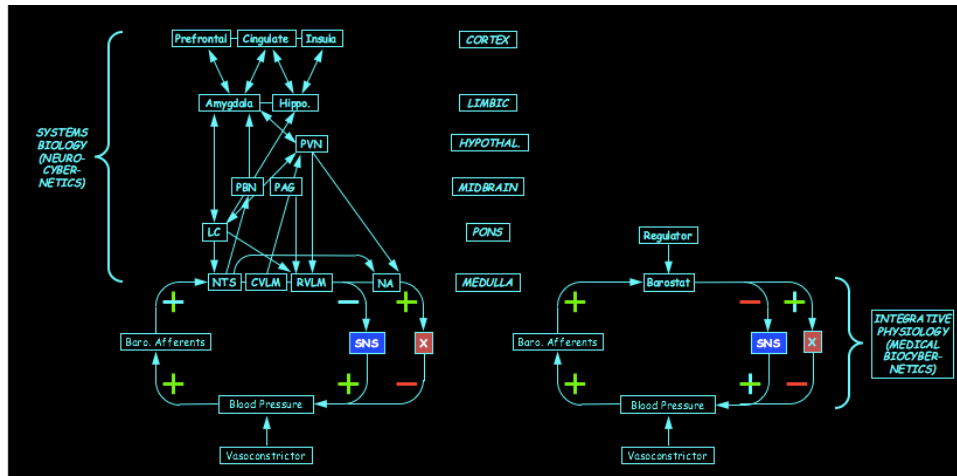 Prefrontal Cingulate Insula
CORTEX
Amygdala Hippo.
LIMBIC
SYSTEMS
BIOLOGY
(NEURO-
CYBER-
NETICS)
PVN
HYPOTHAL.
PBN PAG
MIDBRAIN
LC
PONS
NTS CVLM RVLM NA
MEDULLA
+ − +
Baro. Afferents
SNS
X
+ + −
Blood Pressure
Vasoconstrictor
Regulator
Barostat
+ − +
Baro. Afferents
SNS
X
+ + −
Blood Pressure
Vasoconstrictor
INTEGRATIVE
PHYSIOLOGY
(MEDICAL
BIOCYBER-
NETICS)